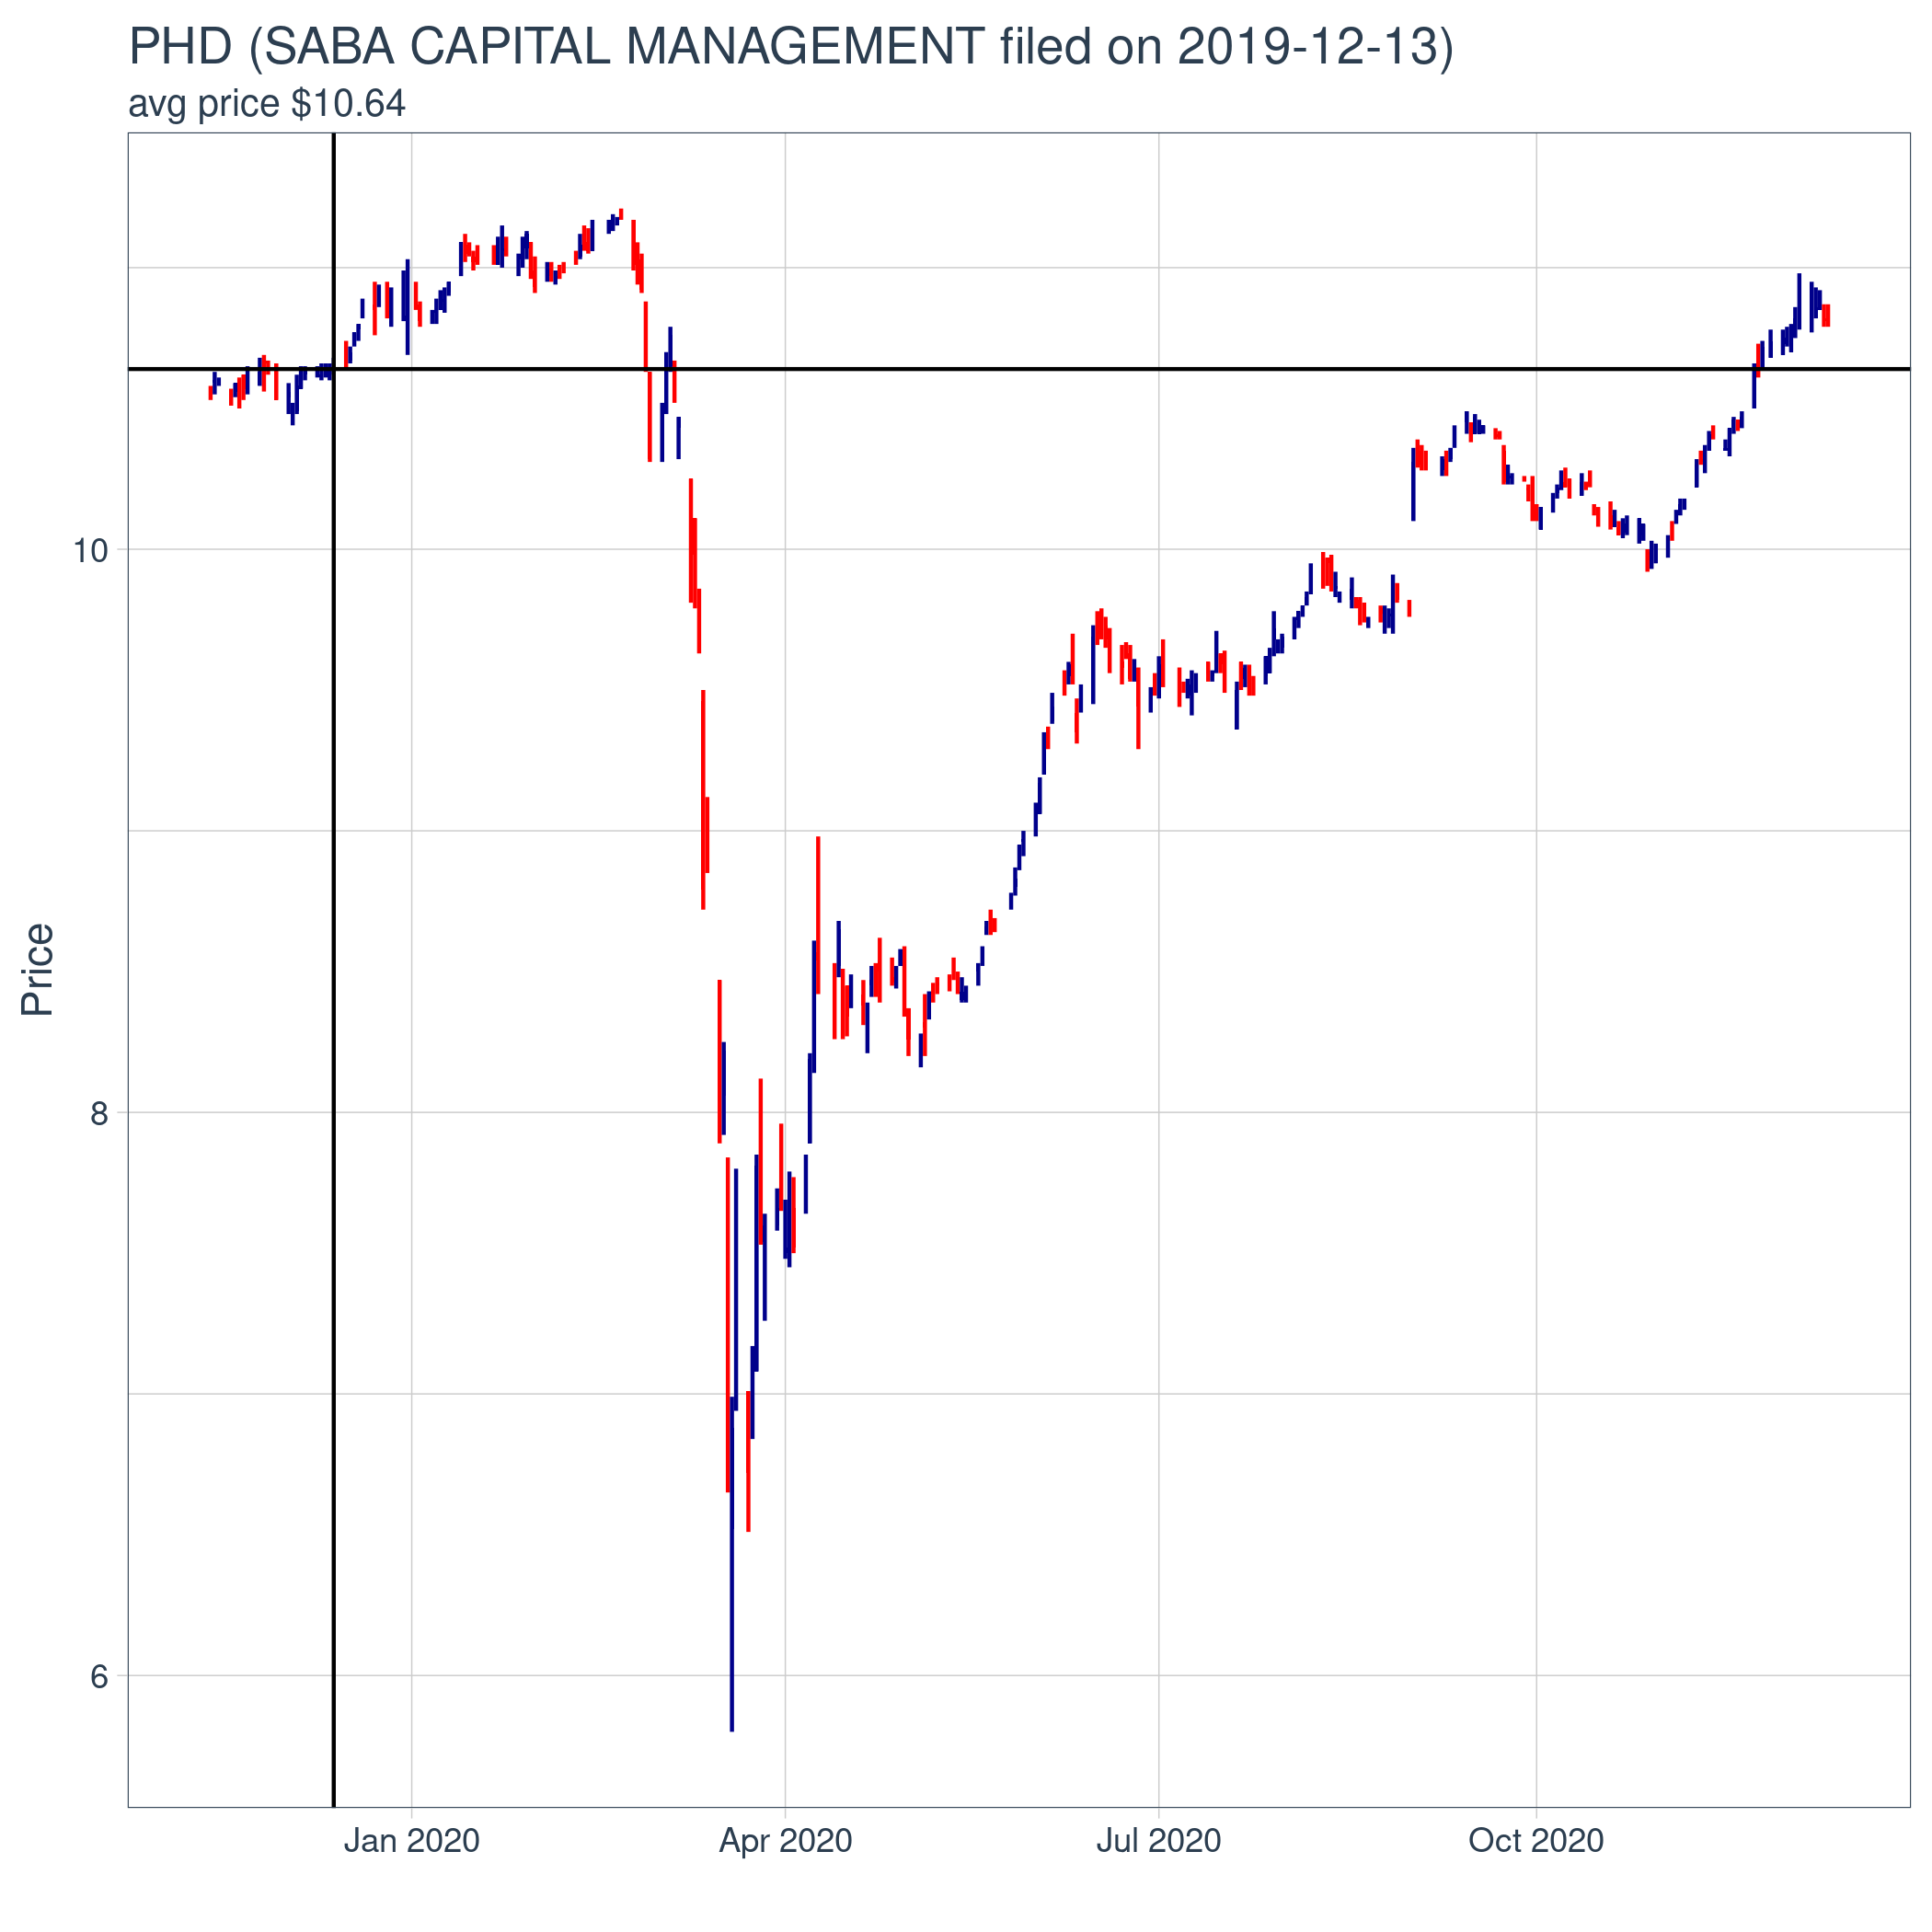 PHD (SABA CAPITAL MANAGEMENT filed on 2019-12-13)
avg price $10.64
10
8
6
Price
Jan 2020
Apr 2020
Jul 2020
Oct 2020